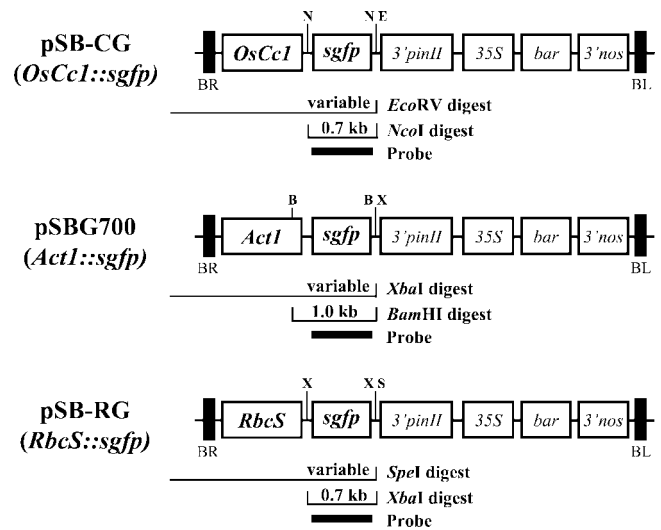 N N E
pSB-CG
(OsCc1::sgfp)
OsCc1 sgfp 3'pinII 35S bar 3'nos
BR BL
variable EcoRV digest
0.7 kb NcoI digest
Probe
B B X
pSBG700
(Act1::sgfp)
Act1 sgfp 3'pinII 35S bar 3'nos
BR BL
variable XbaI digest
1.0 kb BamHI digest
Probe
X X S
pSB-RG
(RbcS::sgfp)
RbcS sgfp 3'pinII 35S bar 3'nos
BR BL
variable SpeI digest
0.7 kb XbaI digest
Probe